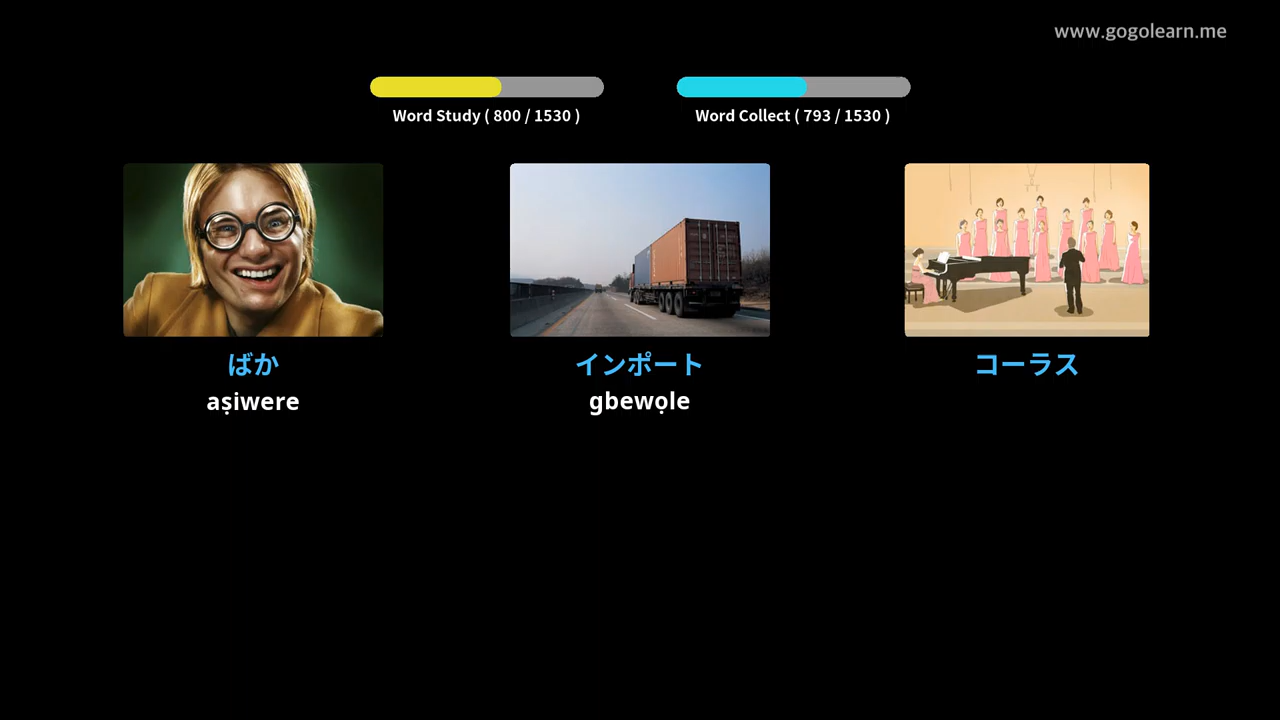 www.gogolearn.me
Word Study ( 800 / 1530 )
Word Collect ( 793 / 1530 )
ばか
インポート
コーラス
aṣiwere
gbewọle